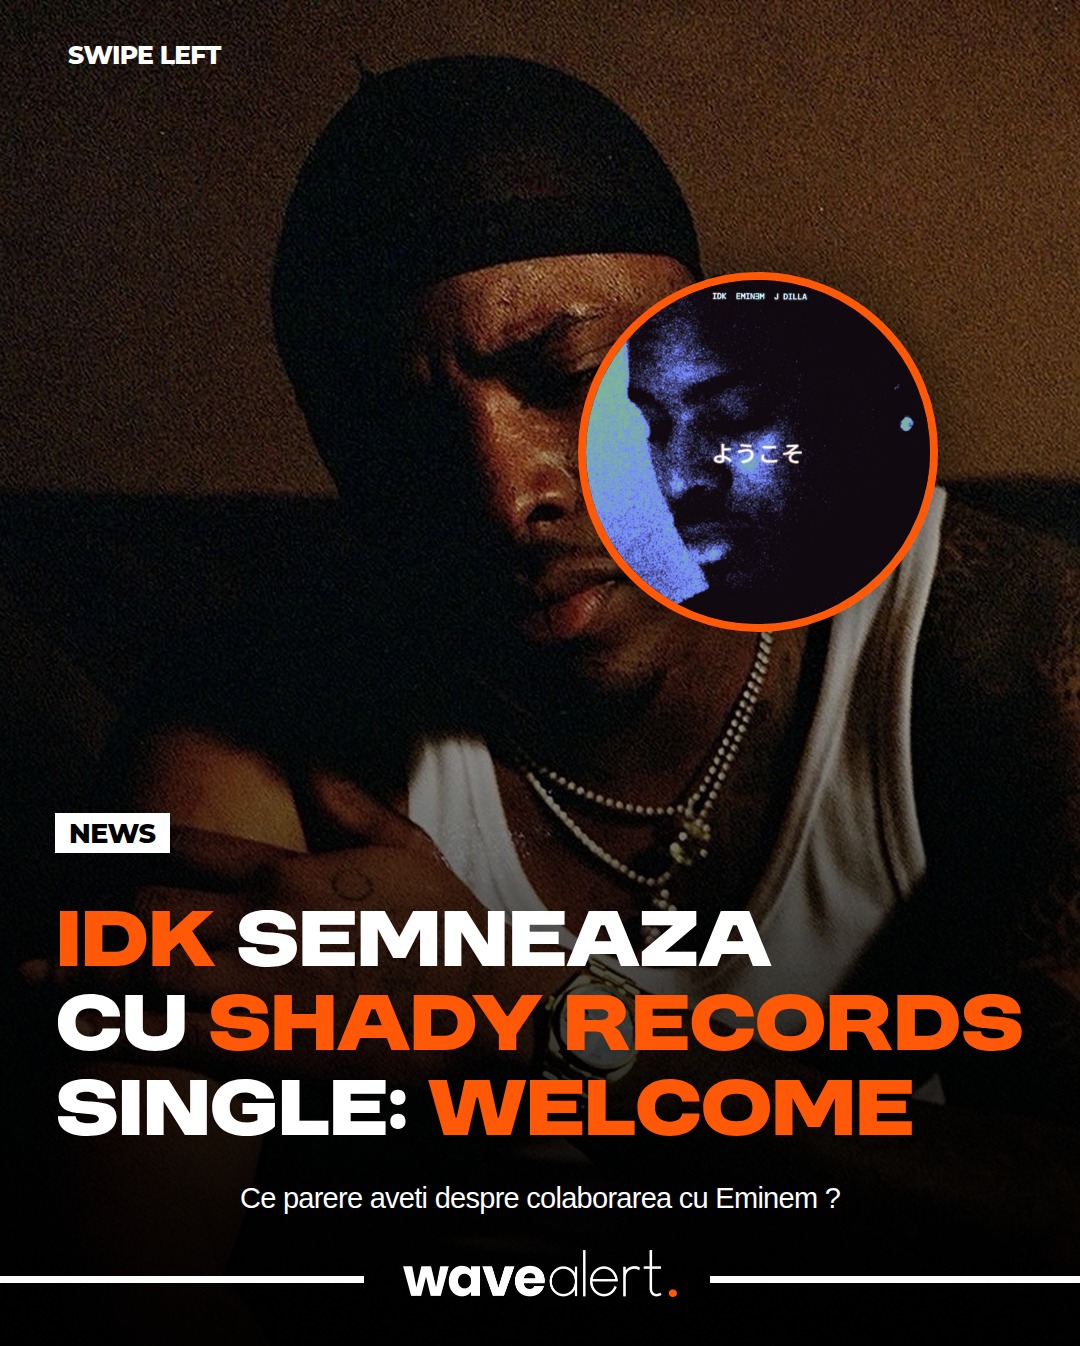 SWIPE LEFT
IDK EMINƎM J DILLA
ようこそ
NEWS
IDK SEMNEAZA
CU SHADY RECORDS
SINGLE: WELCOME
Ce parere aveti despre colaborarea cu Eminem ?
wavealert.